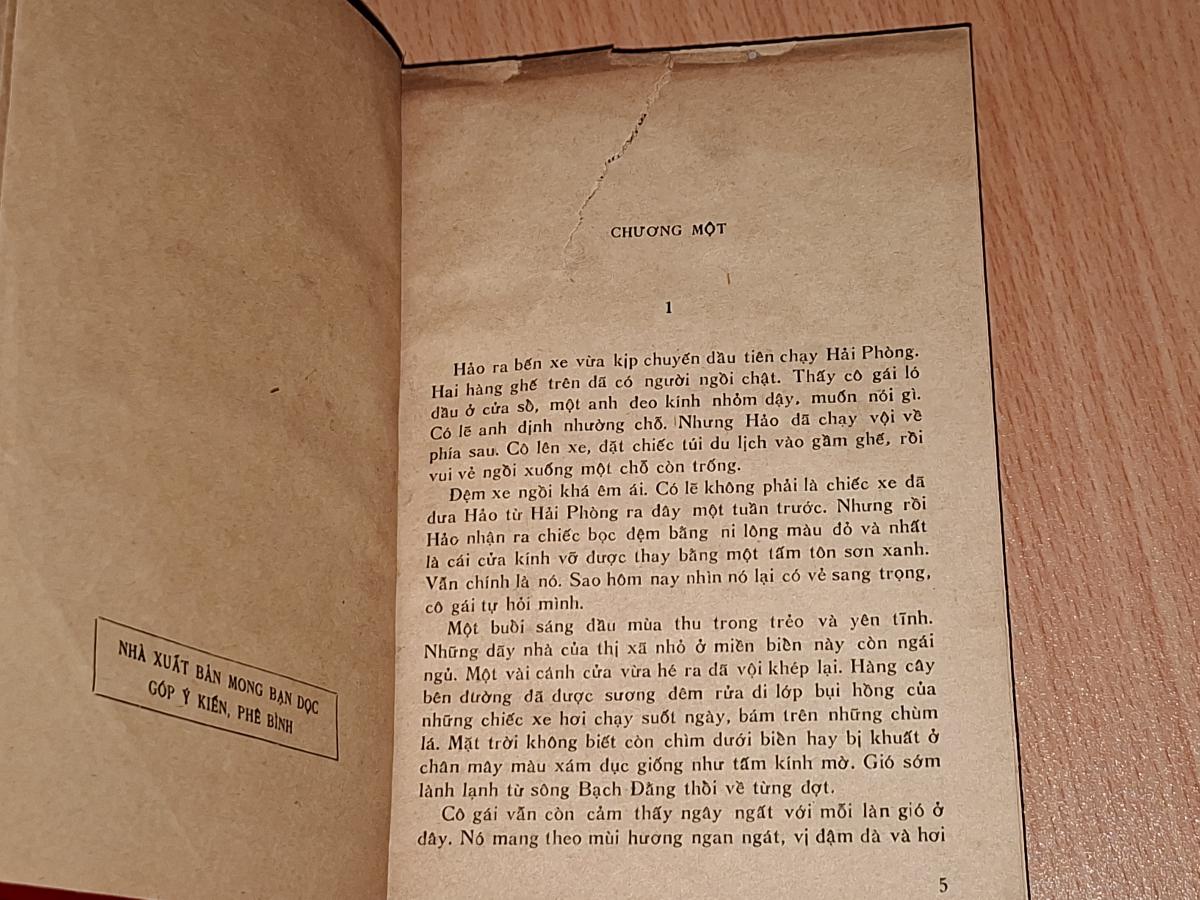 NHÀ XUẤT BẢN MONG BẠN ĐỌC
GÓP Ý KIẾN, PHÊ BÌNH
CHƯƠNG MỘT
1
Hảo ra bến xe vừa kịp chuyến đầu tiên chạy Hải Phòng.
Hai hàng ghế trên đã có người ngồi chật. Thấy cô gái ló
đầu ở cửa sổ, một anh đeo kính nhỏm dậy, muốn nói gì.
Có lẽ anh định nhường chỗ. Nhưng Hảo đã chạy vội về
phía sau. Cô lên xe, đặt chiếc túi du lịch vào gầm ghế, rồi
vui vẻ ngồi xuống một chỗ còn trống.
Đệm xe ngồi khá êm ái. Có lẽ không phải là chiếc xe đã
đưa Hảo từ Hải Phòng ra đây một tuần trước. Nhưng rồi
Hảo nhận ra chiếc bọc đệm bằng ni lông màu đỏ và nhất
là cái cửa kính vỡ được thay bằng một tấm tôn sơn xanh.
Vẫn chính là nó. Sao hôm nay nhìn nó lại có vẻ sang trọng,
cô gái tự hỏi mình.
Một buổi sáng đầu mùa thu trong trẻo và yên tĩnh.
Những dãy nhà của thị xã nhỏ ở miền biển này còn ngái
ngủ. Một vài cánh cửa vừa hé ra đã vội khép lại. Hàng cây
bên đường đã được sương đêm rửa đi lớp bụi hồng của
những chiếc xe hơi chạy suốt ngày, bám trên những chùm
lá. Mặt trời không biết còn chìm dưới biển hay bị khuất ở
chân mây màu xám đục giống như tấm kính mờ. Gió sớm
lành lạnh từ sông Bạch Đằng thổi về từng đợt.
Cô gái vẫn còn cảm thấy ngây ngất với mỗi làn gió ở
đây. Nó mang theo mùi hương ngan ngát, vị đậm đà và hơi
5